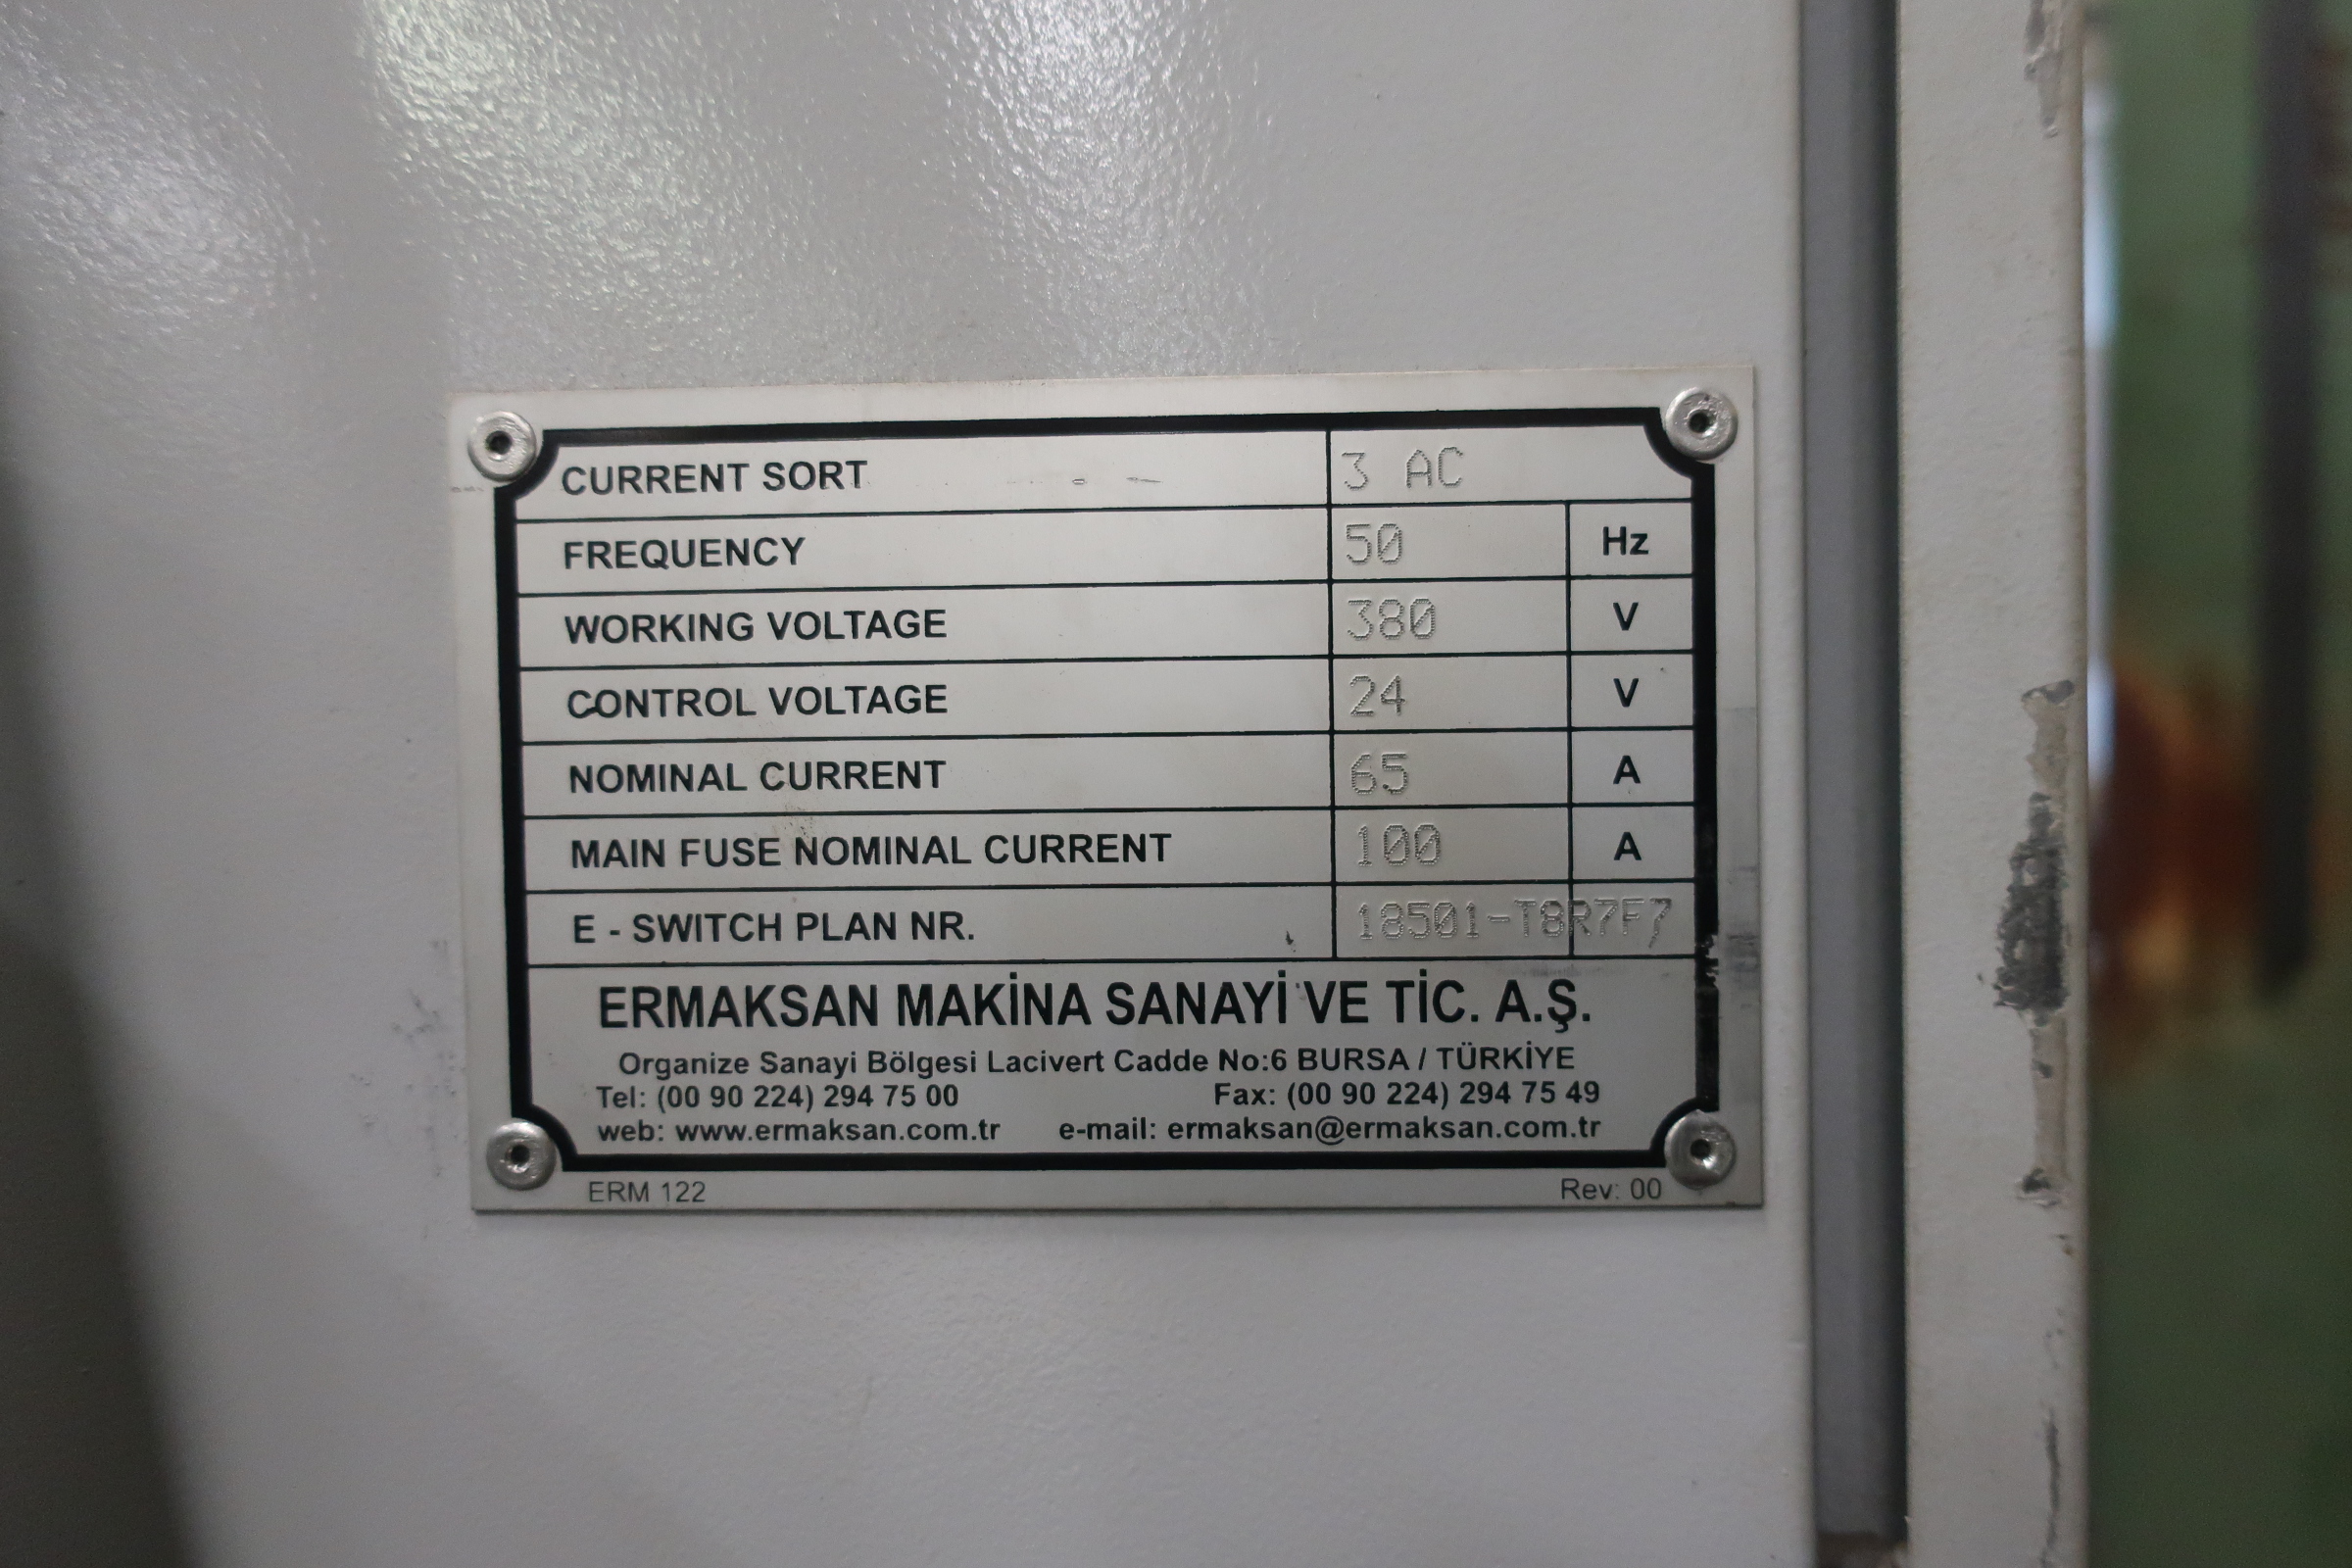 CURRENT SORT 3 AC
FREQUENCY 50 Hz
WORKING VOLTAGE 380 V
CONTROL VOLTAGE 24 V
NOMINAL CURRENT 65 A
MAIN FUSE NOMINAL CURRENT 100 A
E - SWITCH PLAN NR. 18501-T8R7F7
ERMAKSAN MAKİNA SANAYİ VE TİC. A.Ş.
Organize Sanayi Bölgesi Lacivert Cadde No:6 BURSA / TÜRKİYE
Tel: (00 90 224) 294 75 00 Fax: (00 90 224) 294 75 49
web: www.ermaksan.com.tr e-mail: ermaksan@ermaksan.com.tr
ERM 122 Rev: 00